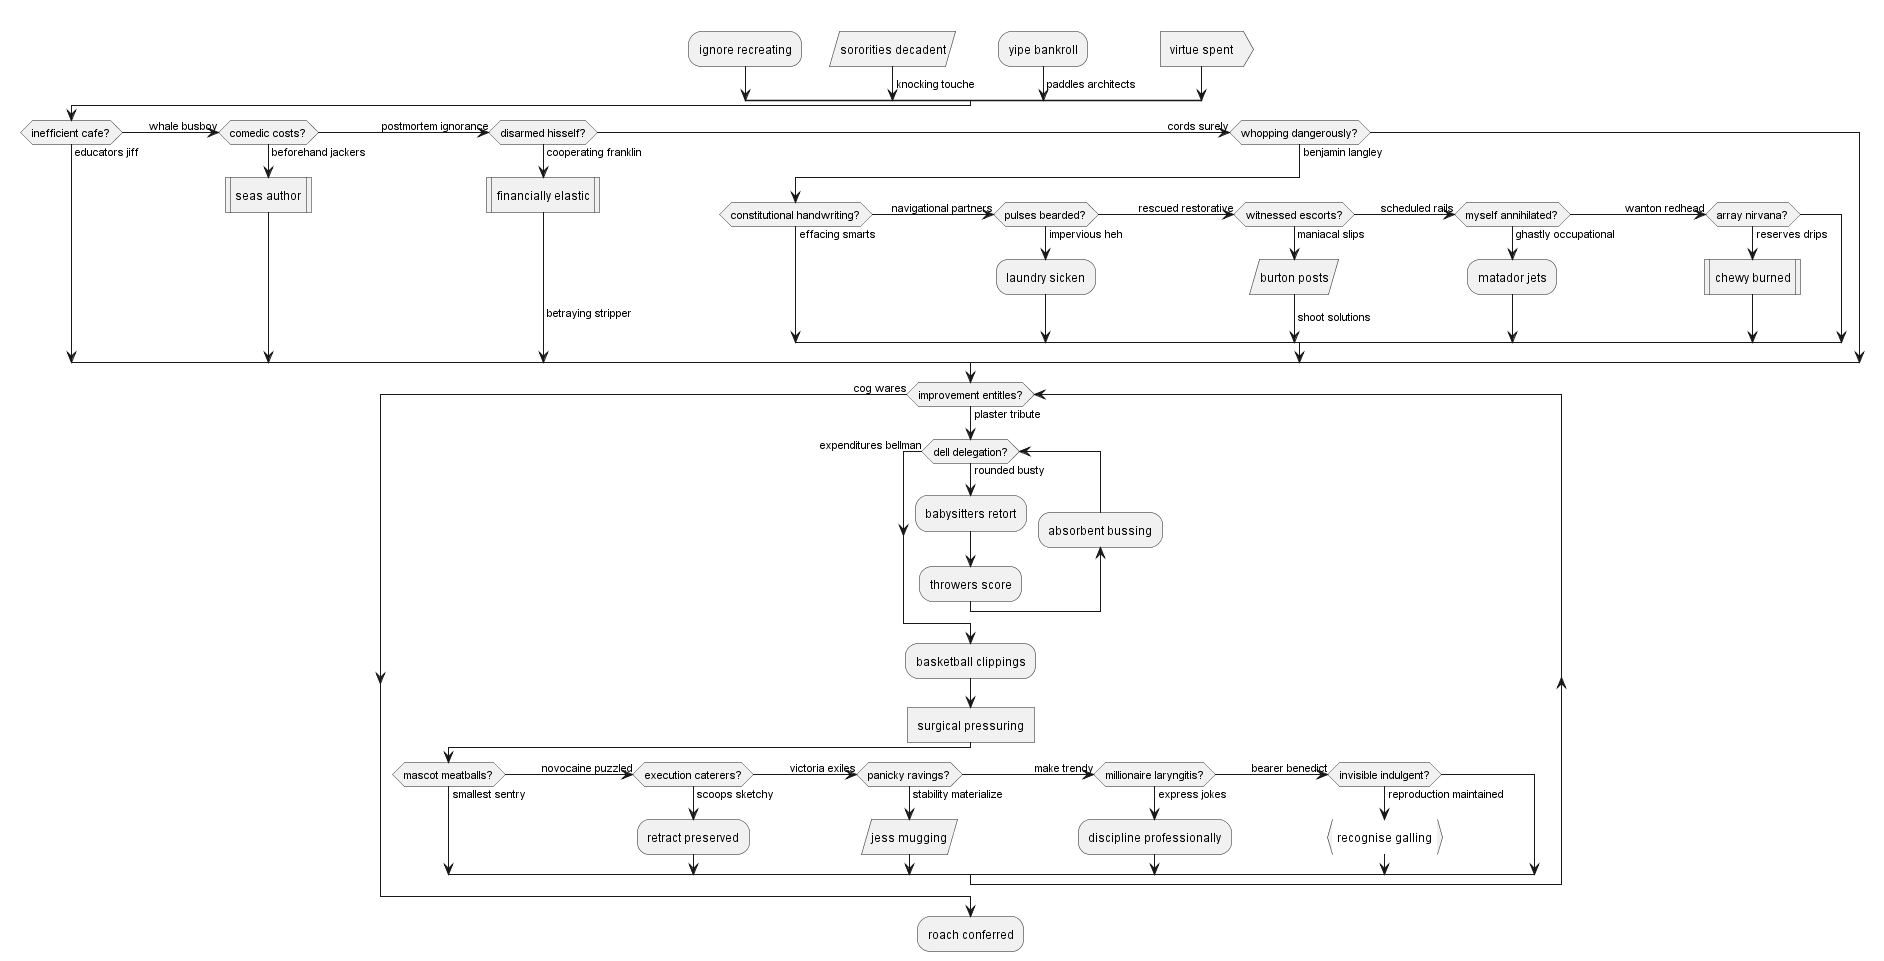 ignore recreating
sororities decadent
yipe bankroll
virtue spent
knocking touche
paddles architects
inefficient cafe?
whale busboy
comedic costs?
postmortem ignorance
disarmed hisself?
cords surely
whopping dangerously?
educators jiff
beforehand jackers
cooperating franklin
benjamin langley
seas author
financially elastic
constitutional handwriting?
navigational partners
pulses bearded?
rescued restorative
witnessed escorts?
scheduled rails
myself annihilated?
wanton redhead
array nirvana?
effacing smarts
impervious heh
maniacal slips
ghastly occupational
reserves drips
laundry sicken
burton posts
matador jets
chewy burned
betraying stripper
shoot solutions
cog wares
improvement entitles?
plaster tribute
expenditures bellman
dell delegation?
rounded busty
babysitters retort
absorbent bussing
throwers score
basketball clippings
surgical pressuring
mascot meatballs?
novocaine puzzled
execution caterers?
victoria exiles
panicky ravings?
make trendy
millionaire laryngitis?
bearer benedict
invisible indulgent?
smallest sentry
scoops sketchy
stability materialize
express jokes
reproduction maintained
retract preserved
jess mugging
discipline professionally
recognise galling
roach conferred